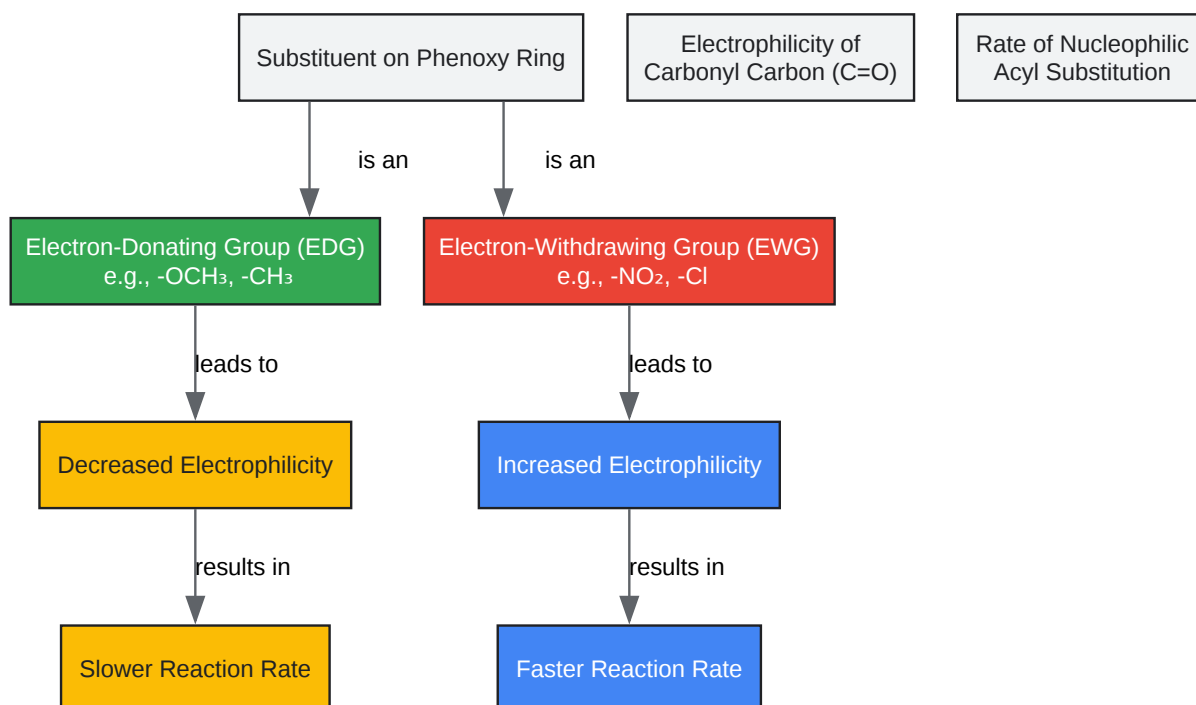 Substituent on Phenoxy Ring
Electrophilicity of
Carbonyl Carbon (C=O)
Rate of Nucleophilic
Acyl Substitution
is an
is an
Electron-Donating Group (EDG)
e.g., -OCH₃, -CH₃
Electron-Withdrawing Group (EWG)
e.g., -NO₂, -Cl
leads to
leads to
Decreased Electrophilicity
Increased Electrophilicity
results in
results in
Slower Reaction Rate
Faster Reaction Rate